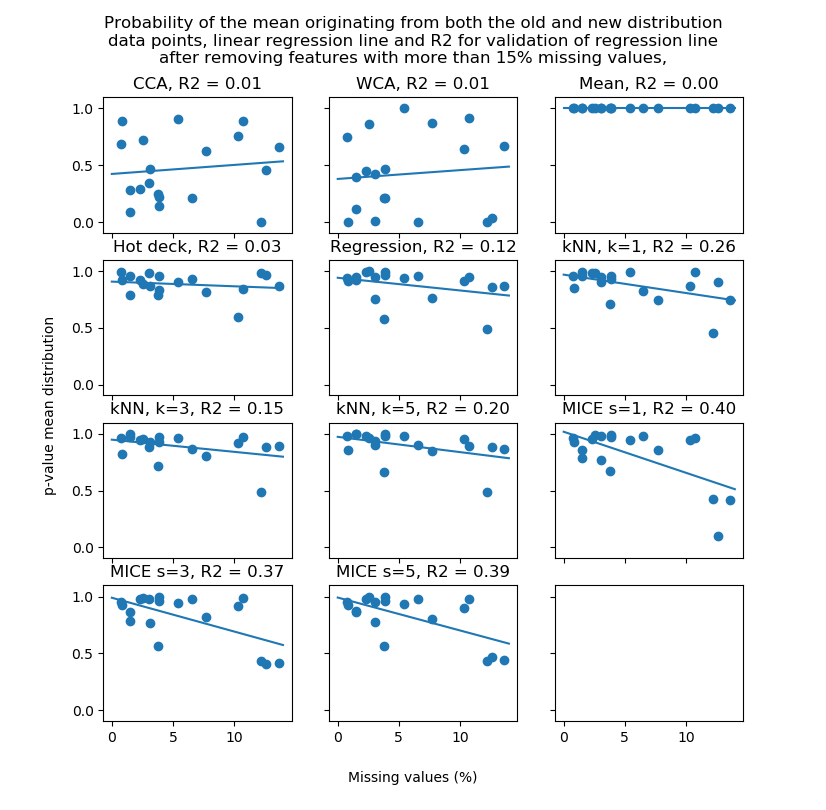 Probability of the mean originating from both the old and new distribution
data points, linear regression line and R2 for validation of regression line
after removing features with more than 15% missing values,
CCA, R2 = 0.01
WCA, R2 = 0.01
Mean, R2 = 0.00
1.0
0.5
0.0
Hot deck, R2 = 0.03
Regression, R2 = 0.12
kNN, k=1, R2 = 0.26
1.0
0.5
0.0
kNN, k=3, R2 = 0.15
kNN, k=5, R2 = 0.20
MICE s=1, R2 = 0.40
1.0
0.5
0.0
MICE s=3, R2 = 0.37
MICE s=5, R2 = 0.39
1.0
0.5
0.0
0 5 10
0 5 10
0 5 10
p-value mean distribution
Missing values (%)